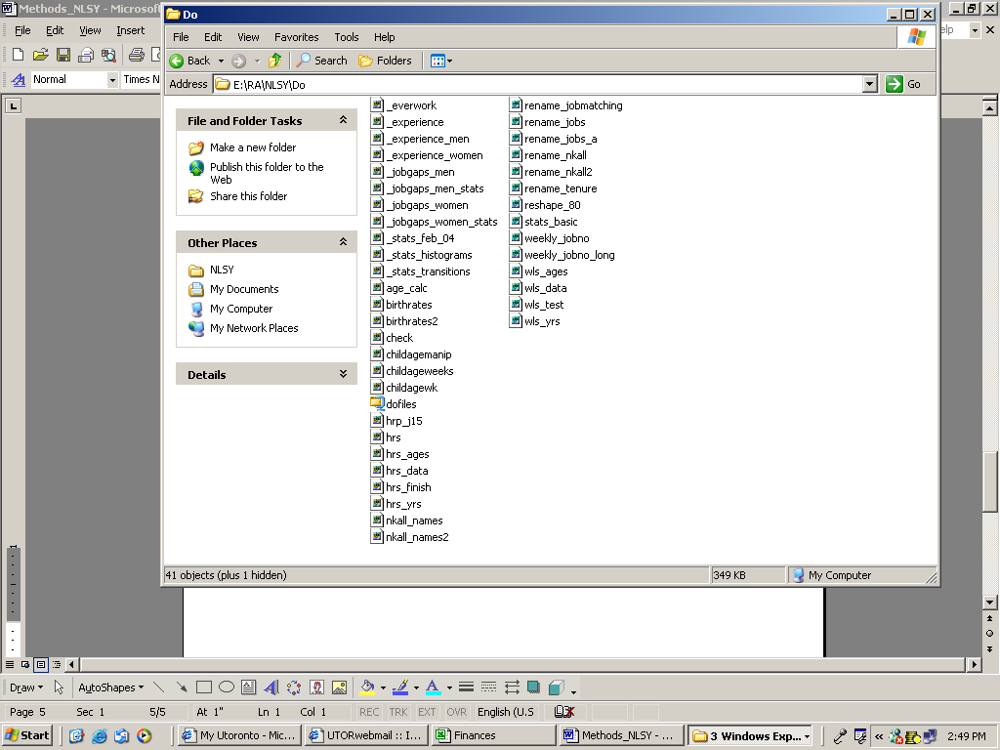 Methods_NLSY - Microsof
File Edit View Insert
Normal Times N
elp
Do
File Edit View Favorites Tools Help
Back Search Folders
Address E:\RA\NLSY\Do Go
File and Folder Tasks
Make a new folder
Publish this folder to the
Web
Share this folder
Other Places
NLSY
My Documents
My Computer
My Network Places
Details
_everwork
_experience
_experience_men
_experience_women
_jobgaps_men
_jobgaps_men_stats
_jobgaps_women
_jobgaps_women_stats
_stats_feb_04
_stats_histograms
_stats_transitions
age_calc
birthrates
birthrates2
check
childagemanip
childageweeks
childagewk
dofiles
hrp_j15
hrs
hrs_ages
hrs_data
hrs_finish
hrs_yrs
nkall_names
nkall_names2
rename_jobmatching
rename_jobs
rename_jobs_a
rename_nkall
rename_nkall2
rename_tenure
reshape_80
stats_basic
weekly_jobno
weekly_jobno_long
wls_ages
wls_data
wls_test
wls_yrs
41 objects (plus 1 hidden) 349 KB My Computer
Draw AutoShapes
Page 5 Sec 1 5/5 At 1" Ln 1 Col 1 REC TRK EXT OVR English (U.S
Start My Utoronto - Mic... UTORwebmail :: I... Finances Methods_NLSY - ... 3 Windows Exp... « 2:49 PM